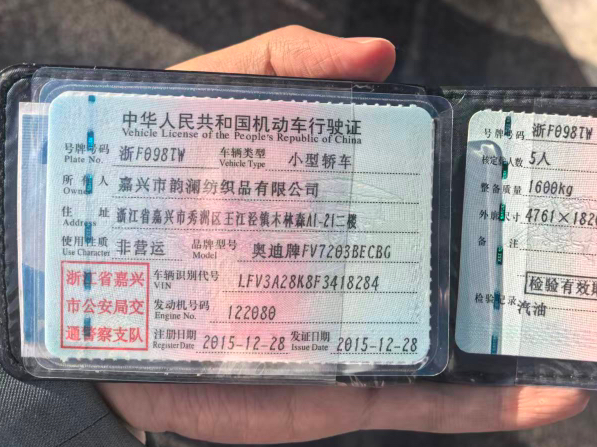 中华人民共和国机动车行驶证
Vehicle License of the People's Republic of China
号牌号码 浙F098TW 车辆类型 小型轿车
Plate No. Vehicle Type
所有人 嘉兴市韵澜纺织品有限公司
Owner
住址 浙江省嘉兴市秀洲区王江泾镇木林森A1-21二楼
Address
使用性质 非营运 品牌型号 奥迪牌FV7203BECBG
Use Character Model
浙江省嘉兴
市公安局交
通警察支队
车辆识别代号 LFV3A28K8F3418284
VIN
发动机号码 122080
Engine No.
注册日期 2015-12-28 发证日期 2015-12-28
Register Date Issue Date
号牌号码 浙F098TW
核定人数 5人
整备质量 1600kg
外廓尺寸 4761×182
备注
检验有效期
检验记录
汽油